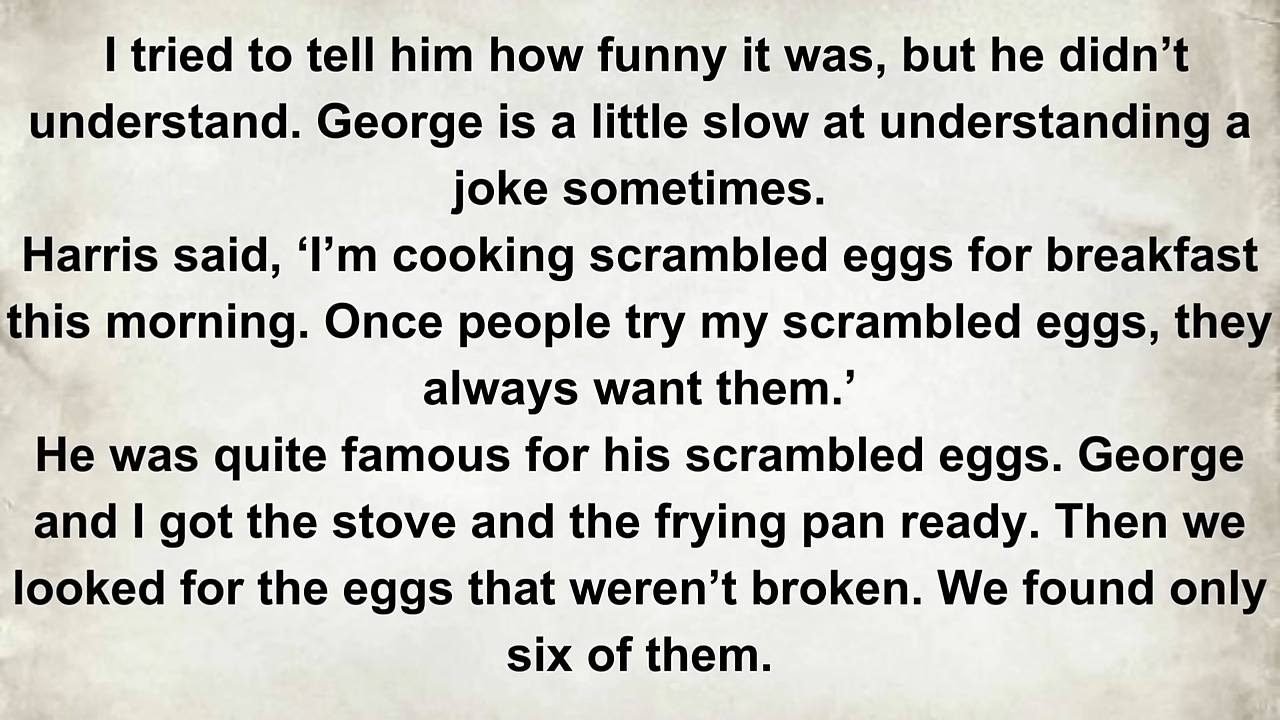 I tried to tell him how funny it was, but he didn’t
understand. George is a little slow at understanding a
joke sometimes.
Harris said, ‘I’m cooking scrambled eggs for breakfast
this morning. Once people try my scrambled eggs, they
always want them.’
He was quite famous for his scrambled eggs. George
and I got the stove and the frying pan ready. Then we
looked for the eggs that weren’t broken. We found only
six of them.